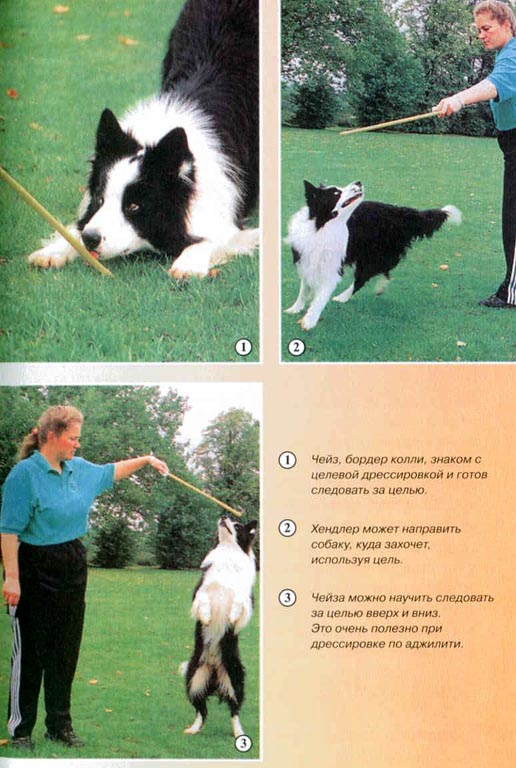 1
2
1 Чейз, бордер колли, знаком с
целевой дрессировкой и готов
следовать за целью.
2 Хендлер может направить
собаку, куда захочет,
используя цель.
3 Чейза можно научить следовать
за целью вверх и вниз.
Это очень полезно при
дрессировке по аджилити.
3